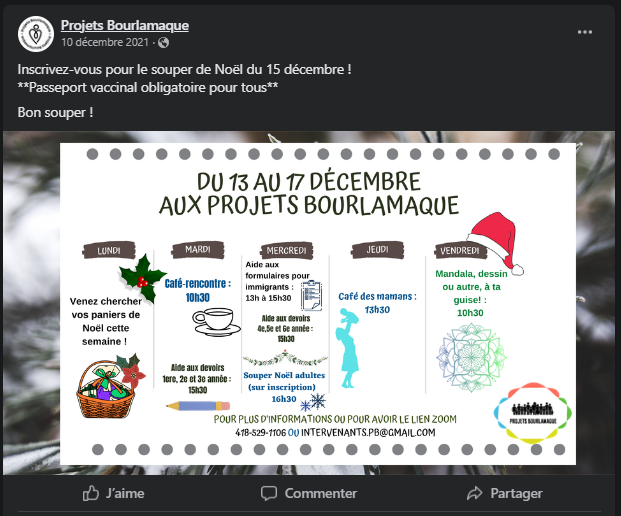 Projets Bourlamaque
10 décembre 2021 ·
Inscrivez-vous pour le souper de Noël du 15 décembre !
**Passeport vaccinal obligatoire pour tous**
Bon souper !
DU 13 AU 17 DÉCEMBRE
AUX PROJETS BOURLAMAQUE
LUNDI
Venez chercher
vos paniers de
Noël cette
semaine !
MARDI
Café-rencontre :
10h30
Aide aux devoirs
1ere, 2e et 3e année :
15h30
MERCREDI
Aide aux
formulaires pour
immigrants :
13h à 15h30
Aide aux devoirs
4e,5e et 6e année :
15h30
Souper Noël adultes
(sur inscription)
16h30
JEUDI
Café des mamans :
13h30
VENDREDI
Mandala, dessin
ou autre, à ta
guise! :
10h30
POUR PLUS D'INFORMATIONS OU POUR AVOIR LE LIEN ZOOM
418-529-1106 OU INTERVENANTS.PB@GMAIL.COM
PROJETS BOURLAMAQUE
J'aime
Commenter
Partager